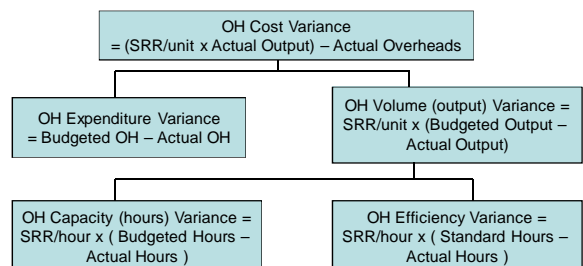 OH Cost Variance
= (SRR/unit x Actual Output) – Actual Overheads
OH Expenditure Variance
= Budgeted OH – Actual OH
OH Volume (output) Variance =
SRR/unit x (Budgeted Output –
Actual Output)
OH Capacity (hours) Variance =
SRR/hour x ( Budgeted Hours –
Actual Hours )
OH Efficiency Variance =
SRR/hour x ( Standard Hours –
Actual Hours )